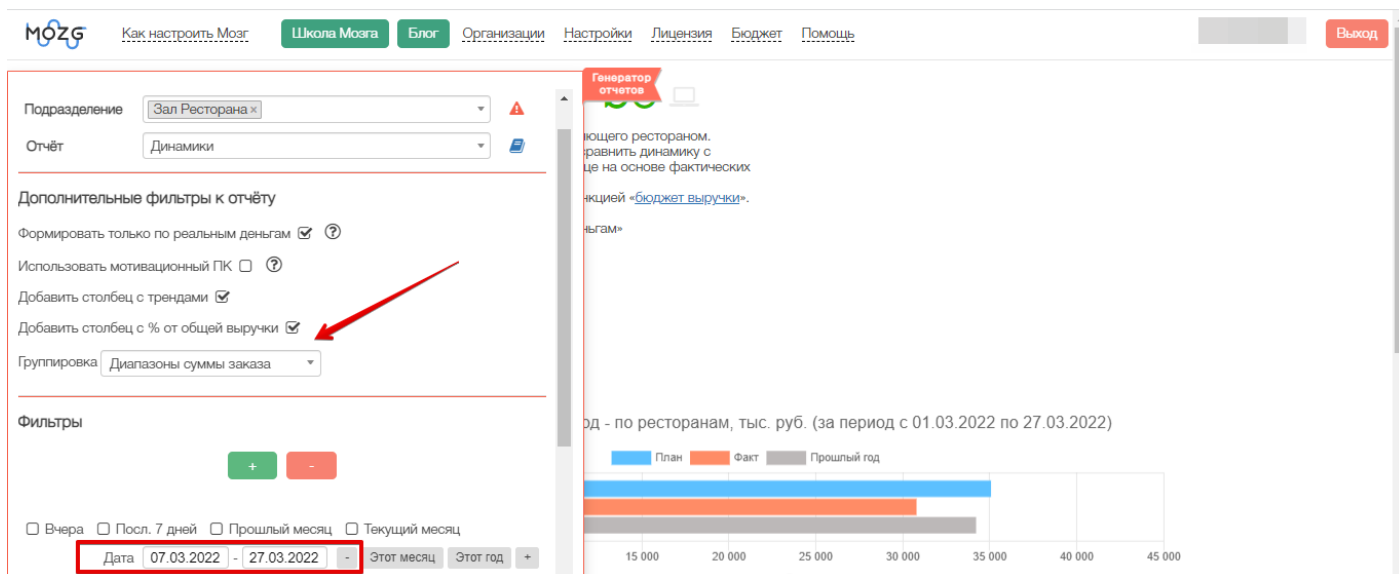 MOZG Как настроить Мозг Школа Мозга Блог Организации Настройки Лицензия Бюджет Помощь Выход
Генератор отчетов
Подразделение Зал Ресторана ×
Отчёт Динамики
ющего рестораном.
равнить динамику с
це на основе фактических
нкцией «бюджет выручки».
ньгам»
Дополнительные фильтры к отчёту
Формировать только по реальным деньгам ?
Использовать мотивационный ПК ?
Добавить столбец с трендами
Добавить столбец с % от общей выручки
Группировка Диапазоны суммы заказа
Фильтры
+ -
Вчера Посл. 7 дней Прошлый месяц Текущий месяц
Дата 07.03.2022 - 27.03.2022 - Этот месяц Этот год +
од - по ресторанам, тыс. руб. (за период с 01.03.2022 по 27.03.2022)
План Факт Прошлый год
15 000 20 000 25 000 30 000 35 000 40 000 45 000